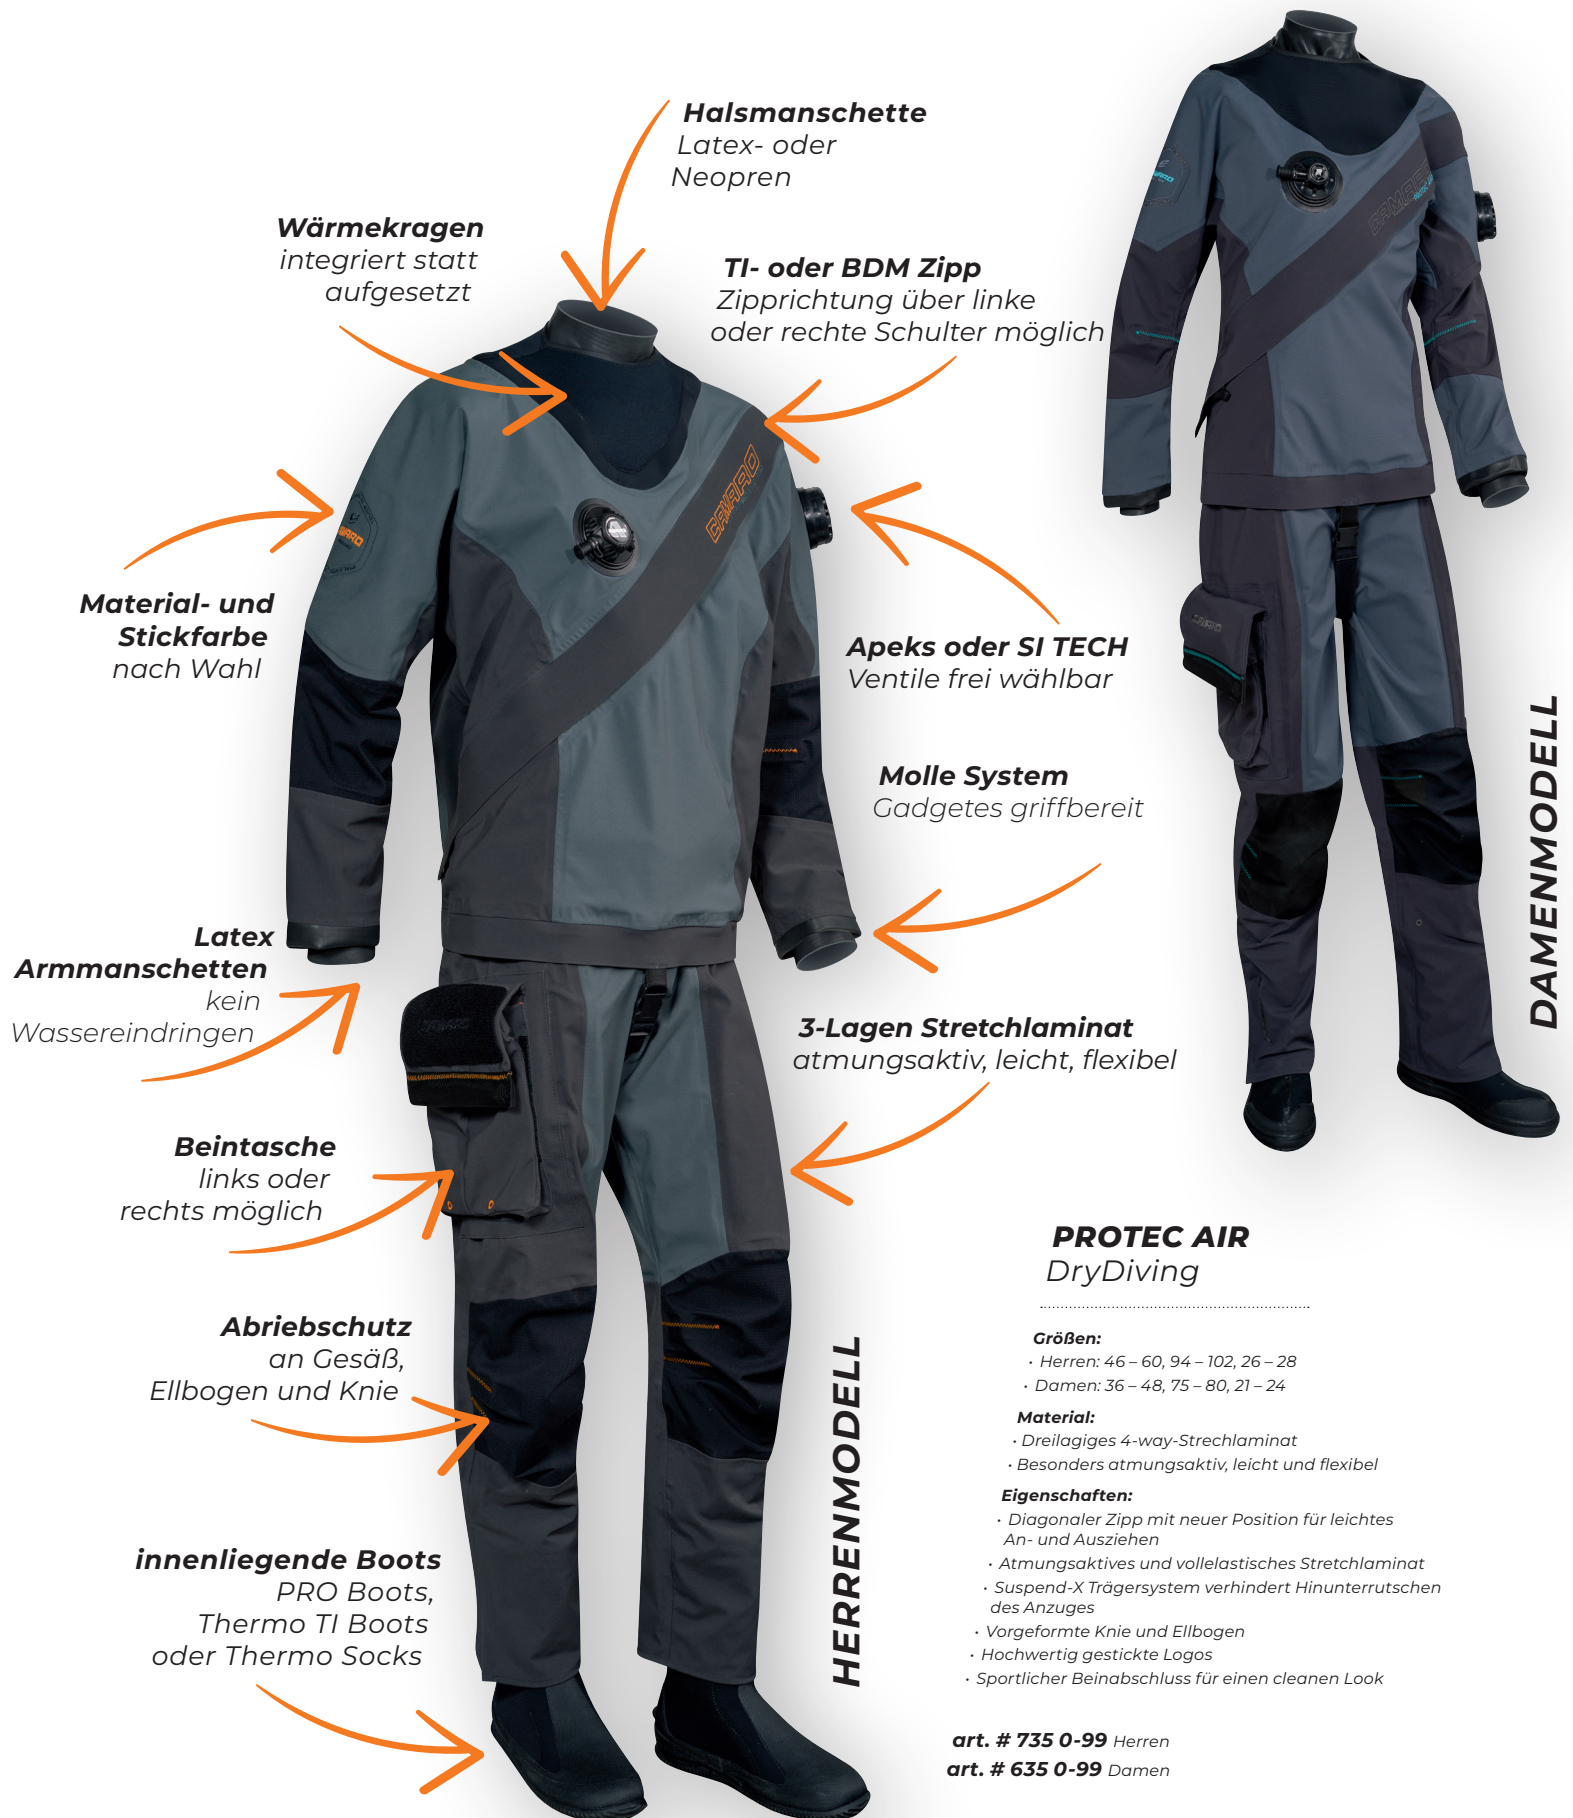 Halsmanschette
Latex- oder
Neopren
Wärmekragen
integriert statt
aufgesetzt
TI- oder BDM Zipp
Zipprichtung über linke
oder rechte Schulter möglich
CAMARO
Material- und
Stickfarbe
nach Wahl
Apeks oder SI TECH
Ventile frei wählbar
Molle System
Gadgetes griffbereit
Latex
Armmanschetten
kein
Wassereindringen
3-Lagen Stretchlaminat
atmungsaktiv, leicht, flexibel
Beintasche
links oder
rechts möglich
Abriebschutz
an Gesäß,
Ellbogen und Knie
innenliegende Boots
PRO Boots,
Thermo TI Boots
oder Thermo Socks
HERRENMODELL
CAMARO
DAMENMODELL
PROTEC AIR
DryDiving
Größen:
· Herren: 46 – 60, 94 – 102, 26 – 28
· Damen: 36 – 48, 75 – 80, 21 – 24
Material:
· Dreilagiges 4-way-Strechlaminat
· Besonders atmungsaktiv, leicht und flexibel
Eigenschaften:
· Diagonaler Zipp mit neuer Position für leichtes
An- und Ausziehen
· Atmungsaktives und vollelastisches Stretchlaminat
· Suspend-X Trägersystem verhindert Hinunterrutschen
des Anzuges
· Vorgeformte Knie und Ellbogen
· Hochwertig gestickte Logos
· Sportlicher Beinabschluss für einen cleanen Look
art. # 735 0-99 Herren
art. # 635 0-99 Damen